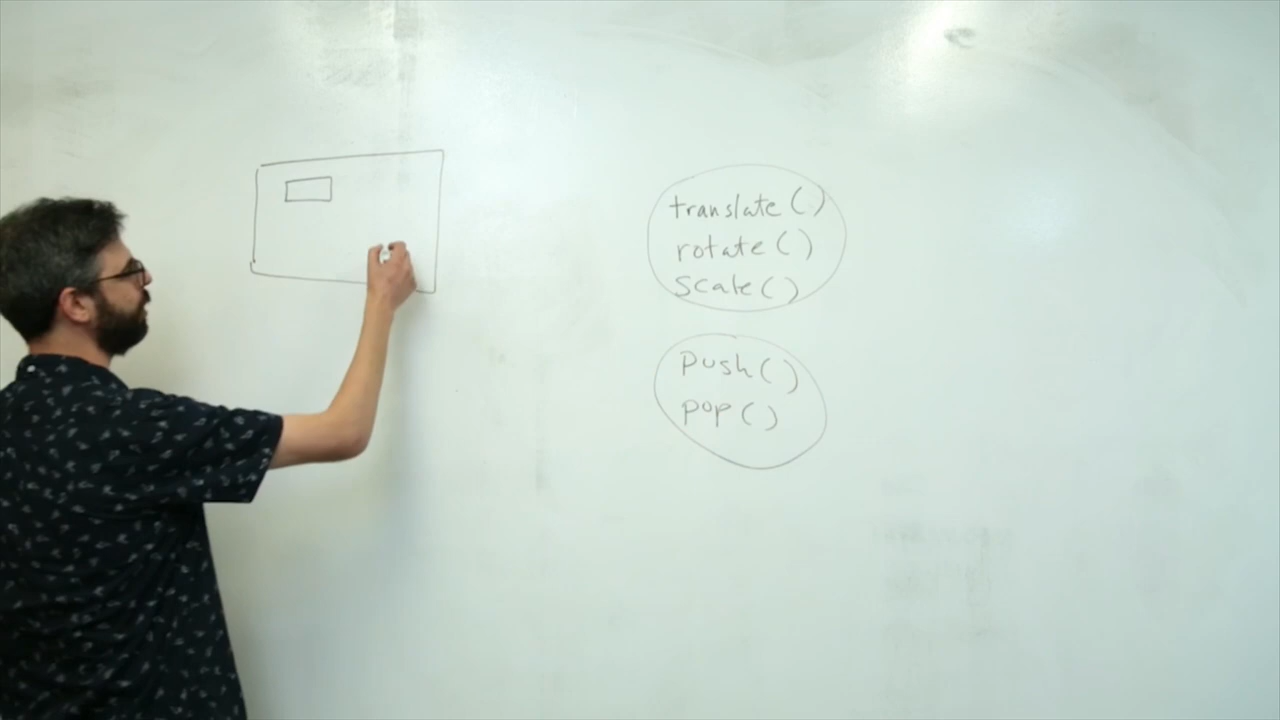 translate ( )
rotate ( )
scale ( )
push ( )
pop ( )